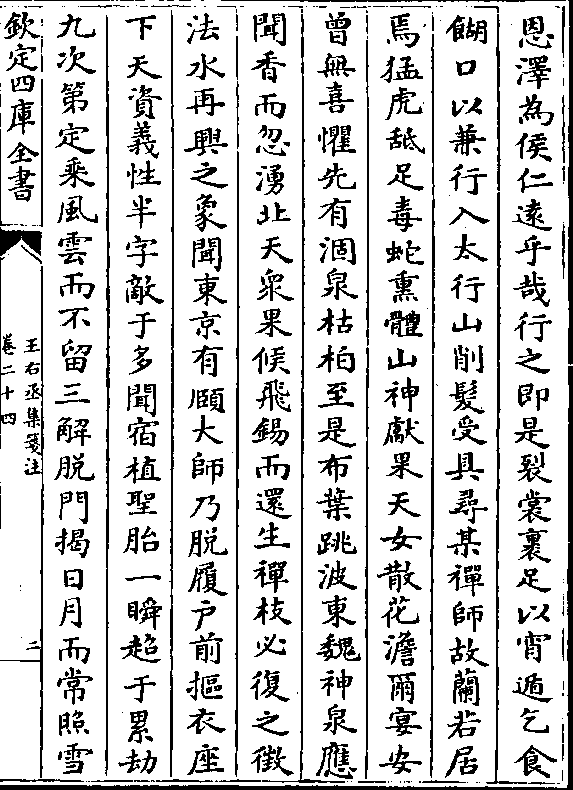 恩澤為侯仁遠乎哉行之即是裂裳裹足以宵遁乞食
餬口以兼行入太行山削髮受具尋某禪師故蘭若居
焉猛虎舐足毒蛇熏體山神獻果天女散花澹爾宴安
曾無喜懼先有涸泉枯柏至是布葉跳波東魏神泉應
聞香而忽湧北天衆果候飛錫而還生禪枝必復之徵
法水再興之象聞東京有頤大師乃脱履户前摳衣座
下天資義性半字敵于多聞宿植聖胎一瞬超于累劫
九次第定乘風雲而不留三解脱門揭日月而常照雪
欽定四庫全書
王右丞集箋注
卷二十四
二